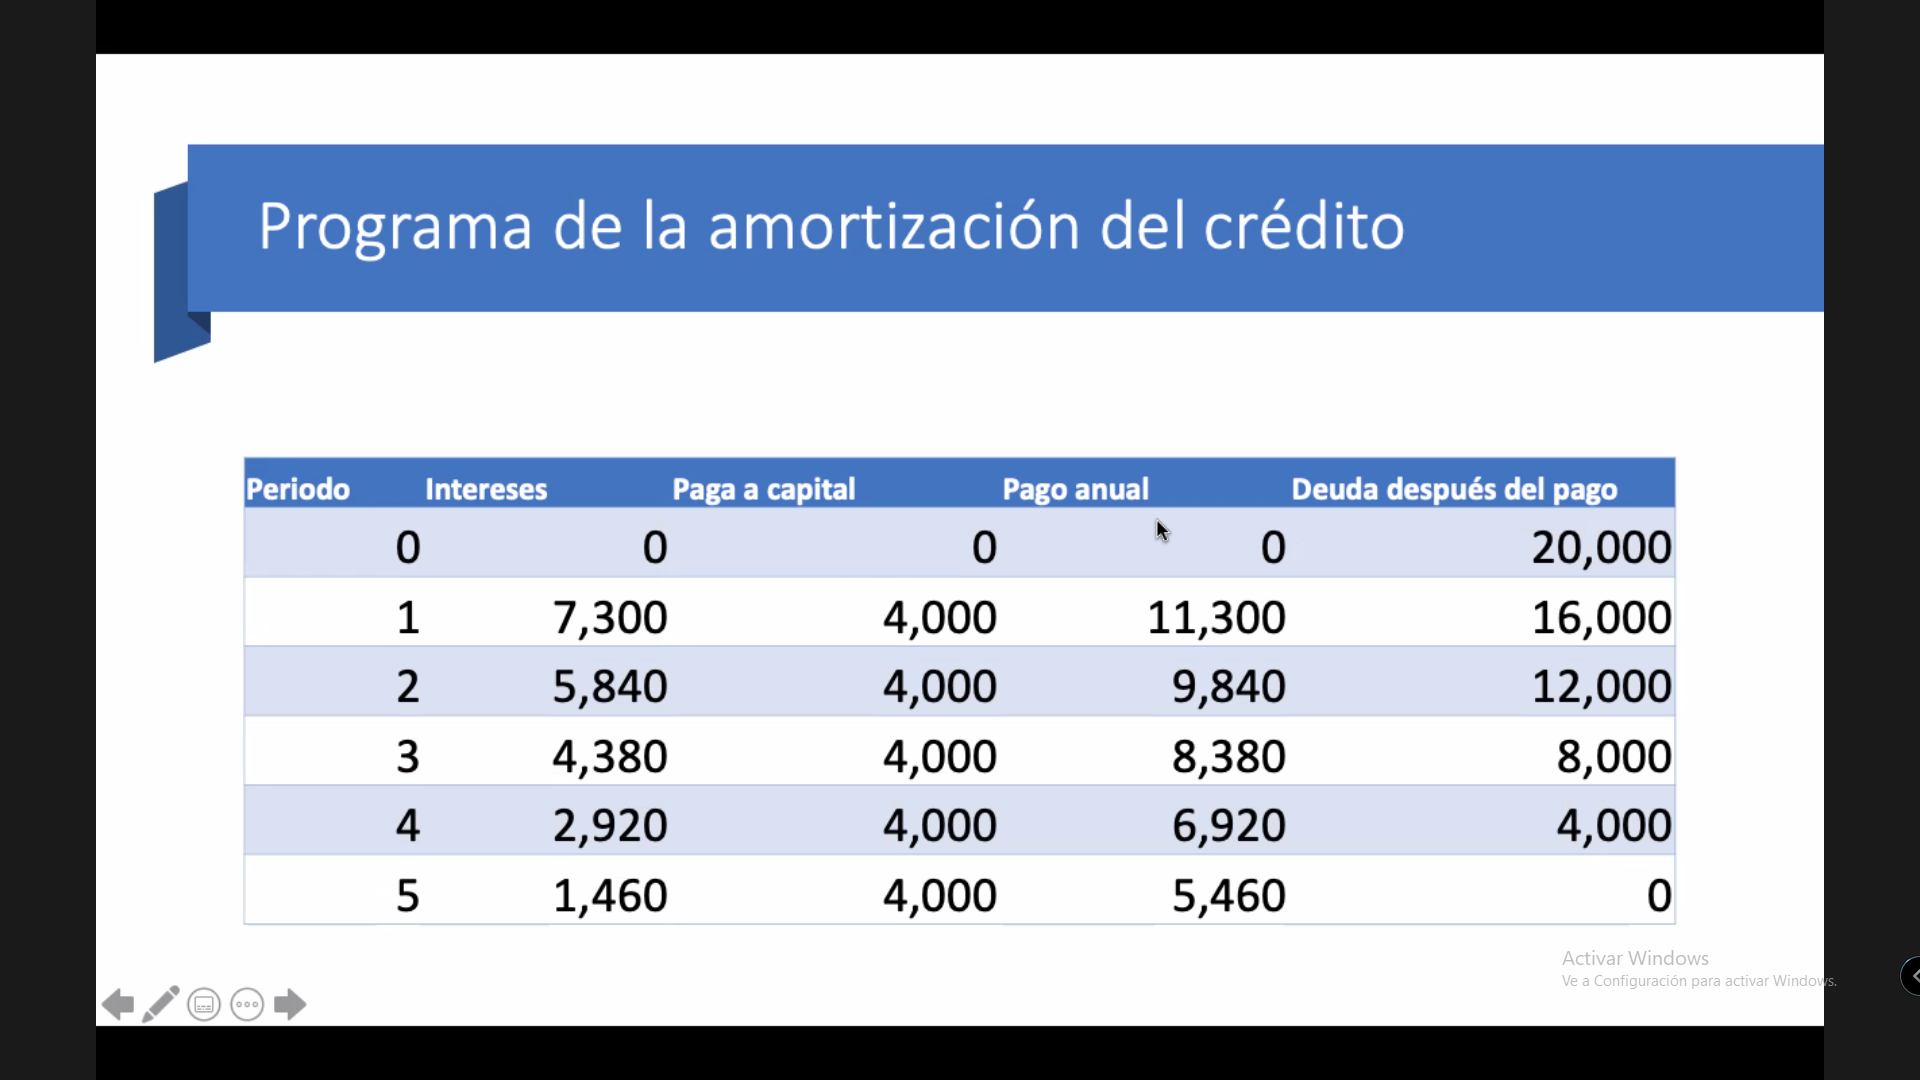 Programa de la amortización del crédito
Periodo Intereses Paga a capital Pago anual Deuda después del pago
0 0 0 0 20,000
1 7,300 4,000 11,300 16,000
2 5,840 4,000 9,840 12,000
3 4,380 4,000 8,380 8,000
4 2,920 4,000 6,920 4,000
5 1,460 4,000 5,460 0
Activar Windows
Ve a Configuración para activar Windows.